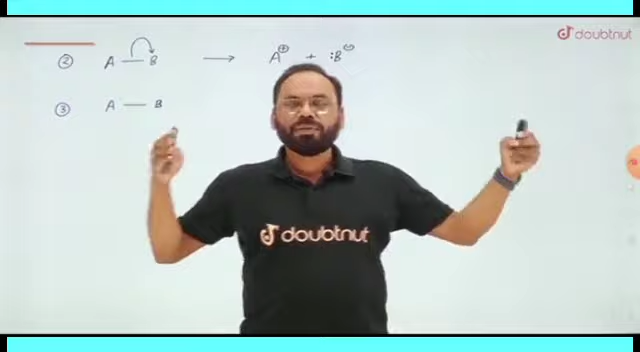 doubtnut
② A — B ⟶ A⊕ + :B⊖
③ A — B
doubtnut